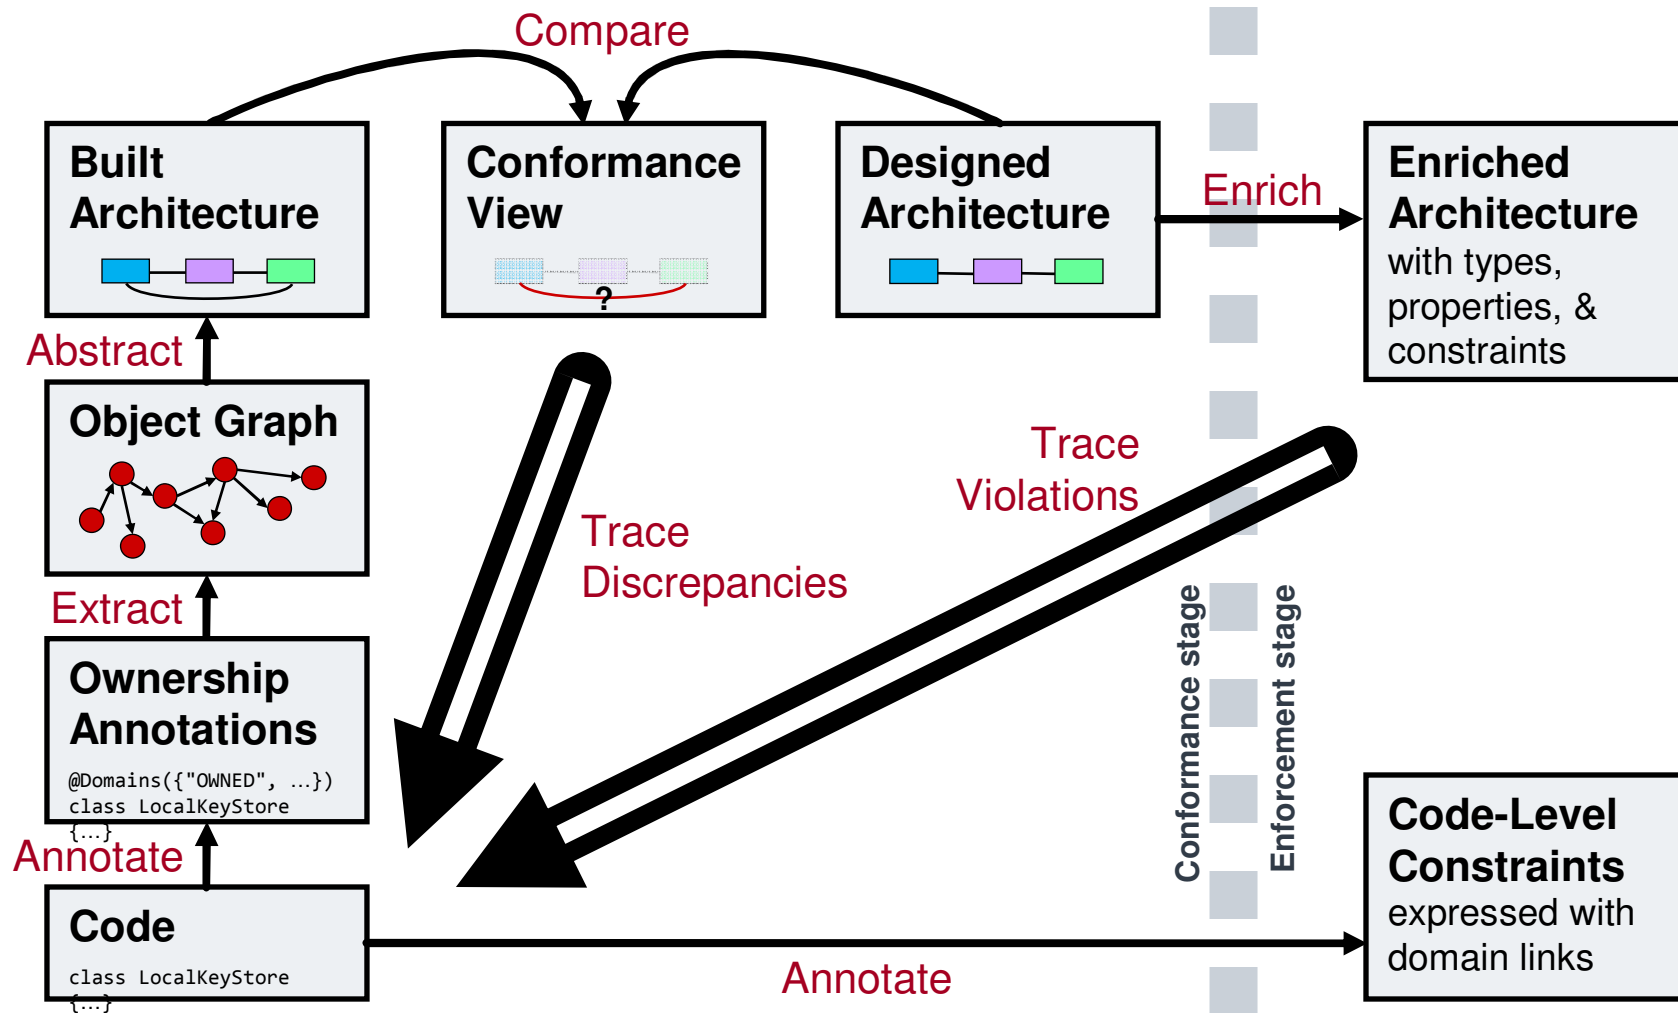 Compare
Built
Architecture
Conformance
View
?
Designed
Architecture
Enrich
Enriched
Architecture
with types,
properties, &
constraints
Abstract
Object Graph
Trace
Discrepancies
Trace
Violations
Extract
Ownership
Annotations
@Domains({"OWNED", …})
class LocalKeyStore
{…}
Conformance stage
Enforcement stage
Annotate
Code
class LocalKeyStore
{…}
Annotate
Code-Level
Constraints
expressed with
domain links